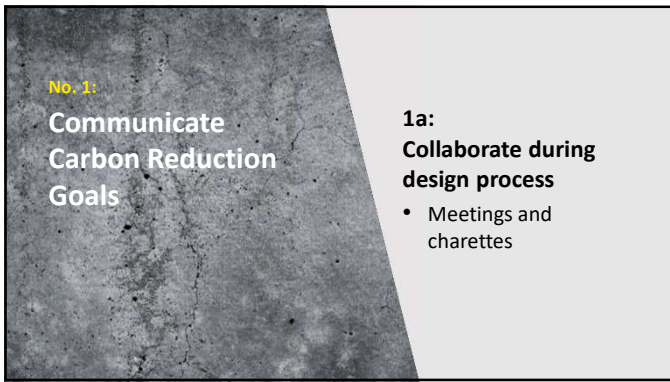 No. 1:
Communicate
Carbon Reduction
Goals
1a:
Collaborate during
design process
• Meetings and
charettes